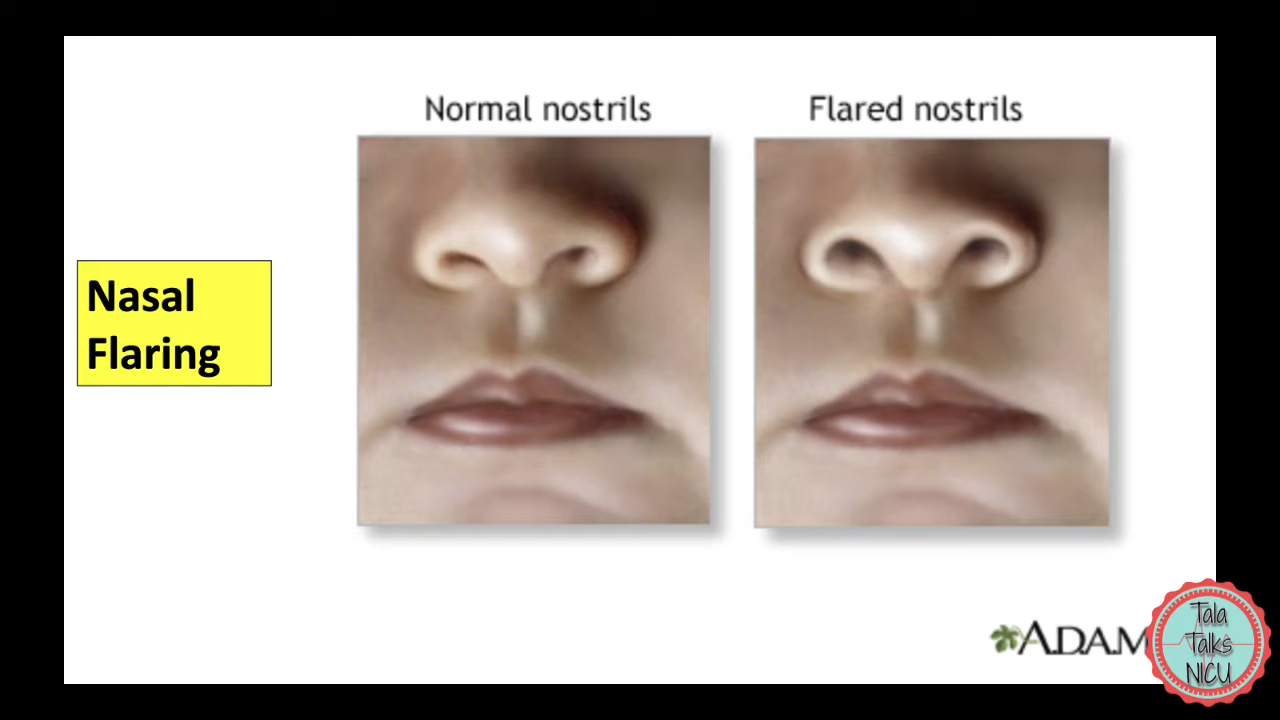 Normal nostrils
Flared nostrils
Nasal
Flaring
A.D.A.M
Tala
Talks
NICU